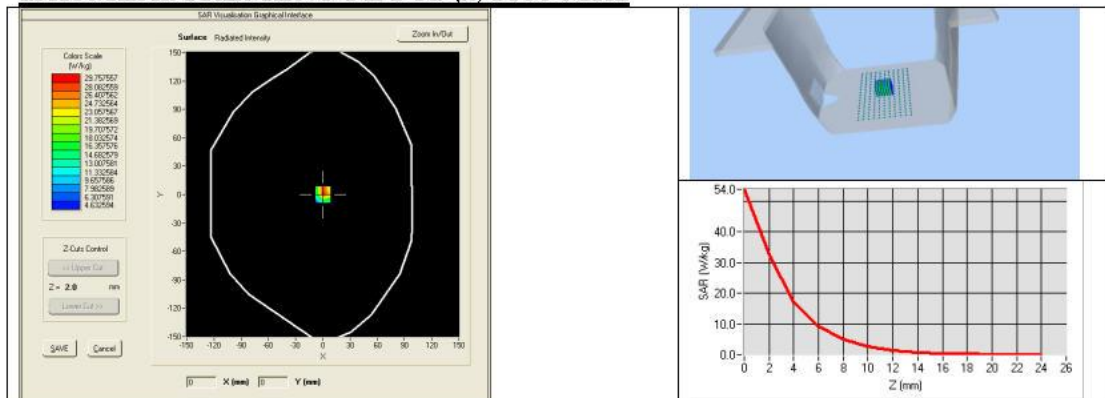 SAR Visualisation Graphical Interface
Surface Radiated Intensity
Zoom In/Out
Colors Scale
(W/kg)
29.757567
28.082559
26.407562
24.732564
23.057567
21.382569
19.707572
18.032574
16.357576
14.682579
13.007581
11.332584
9.657586
7.982589
6.307591
4.632594
Z-Cuts Control
<< Upper Cut
Z = 2.0 mm
Lower Cut >>
SAVE Cancel
150
120
90
60
30
0
-30
-60
-90
-120
-150
Y
-150 -120 -90 -60 -30 0 30 60 90 120 150
X
0 X (mm) 0 Y (mm)
54.0
40.0
30.0
20.0
10.0
0.0
SAR (W/kg)
0 2 4 6 8 10 12 14 16 18 20 22 24 26
Z (mm)